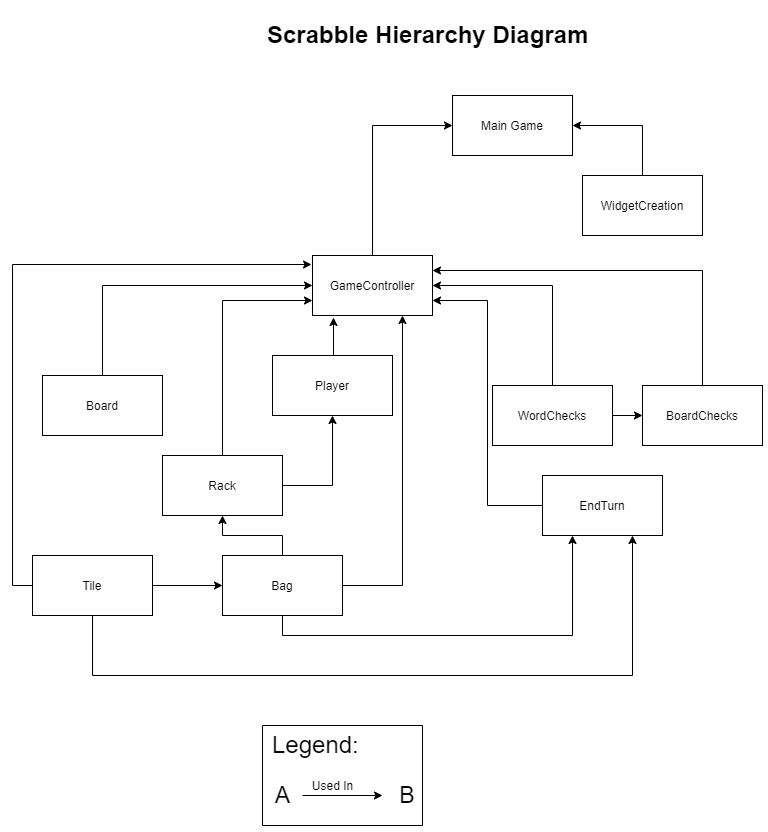 Scrabble Hierarchy Diagram
Main Game
WidgetCreation
GameController
Player
Board
WordChecks
BoardChecks
Rack
EndTurn
Tile
Bag
Legend:
A Used In B